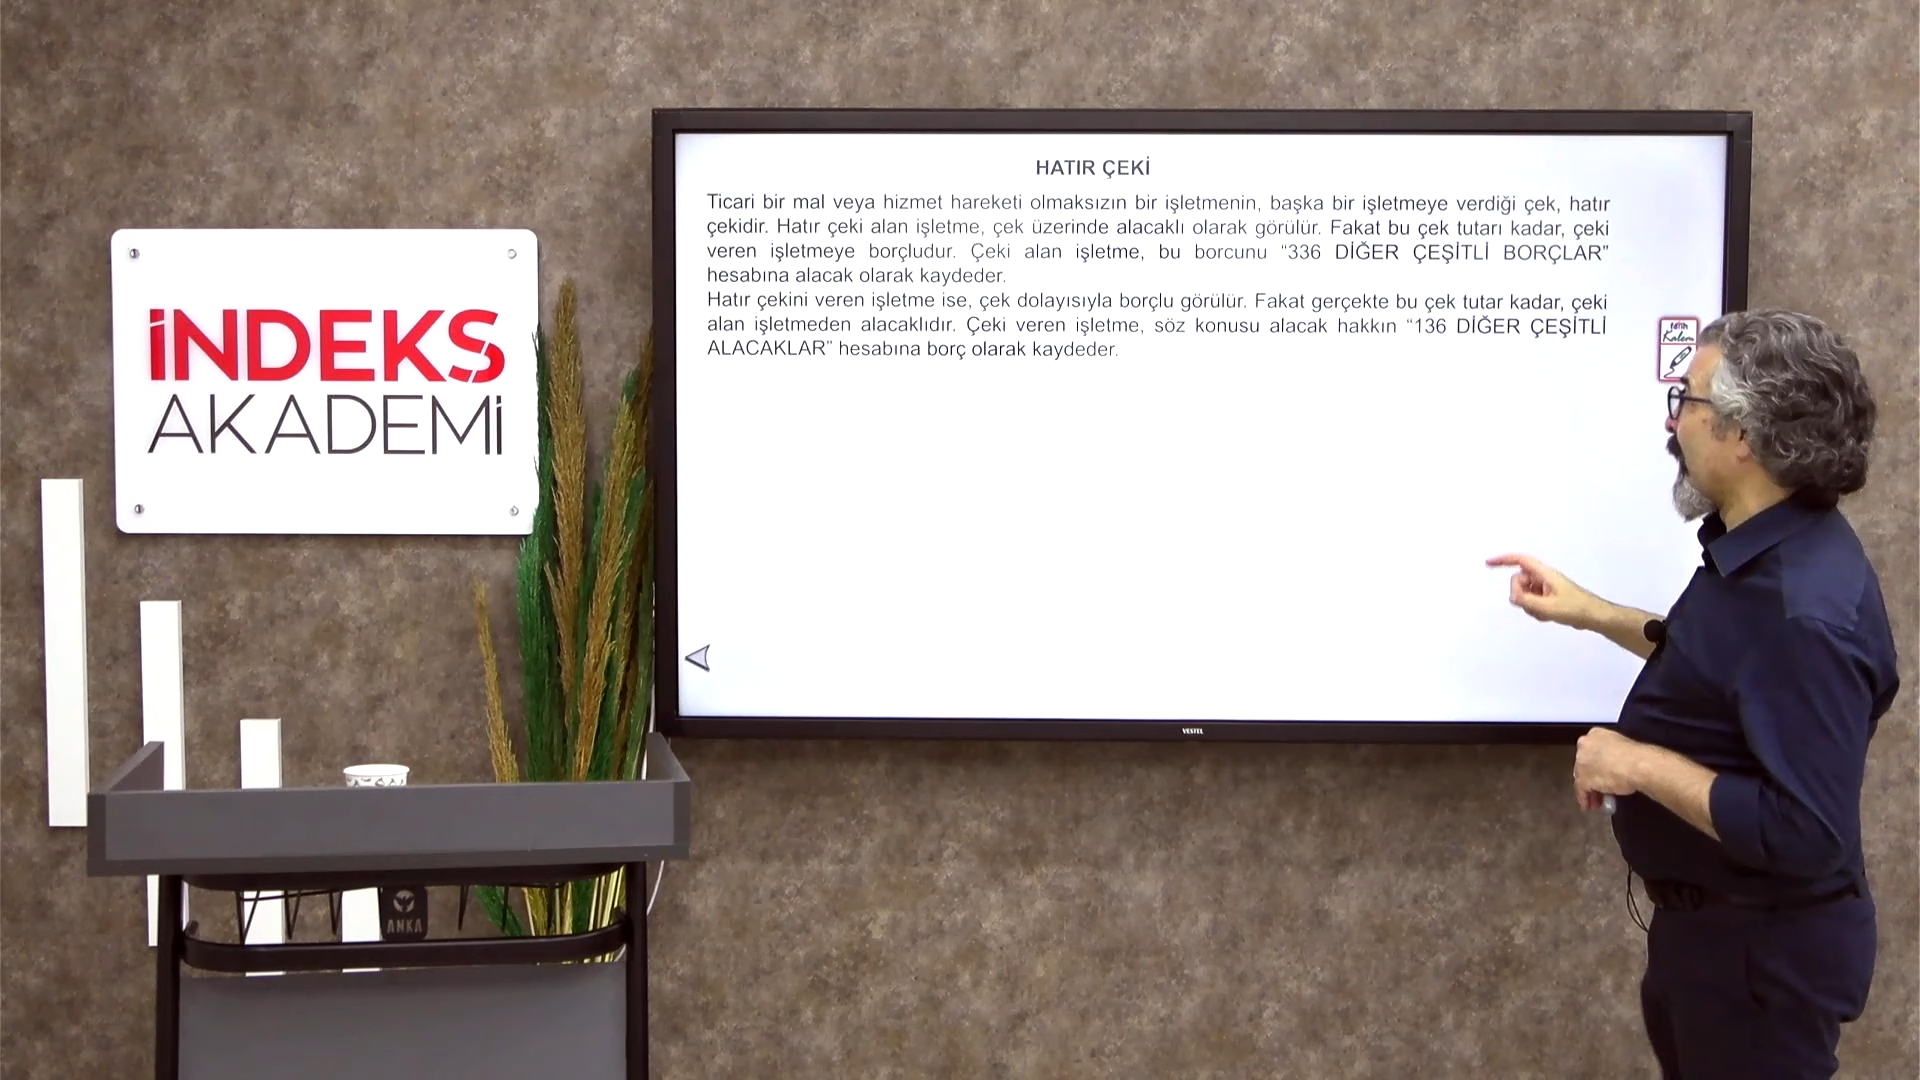 HATIR ÇEKİ
Ticari bir mal veya hizmet hareketi olmaksızın bir işletmenin, başka bir işletmeye verdiği çek, hatır
çekidir. Hatır çeki alan işletme, çek üzerinde alacaklı olarak görülür. Fakat bu çek tutarı kadar, çeki
veren işletmeye borçludur. Çeki alan işletme, bu borcunu “336 DİĞER ÇEŞİTLİ BORÇLAR”
hesabına alacak olarak kaydeder.
Hatır çekini veren işletme ise, çek dolayısıyla borçlu görülür. Fakat gerçekte bu çek tutar kadar, çeki
alan işletmeden alacaklıdır. Çeki veren işletme, söz konusu alacak hakkın “136 DİĞER ÇEŞİTLİ
ALACAKLAR” hesabına borç olarak kaydeder.
İNDEKS
AKADEMİ
fatih
Kalem
VESTEL
ANKA